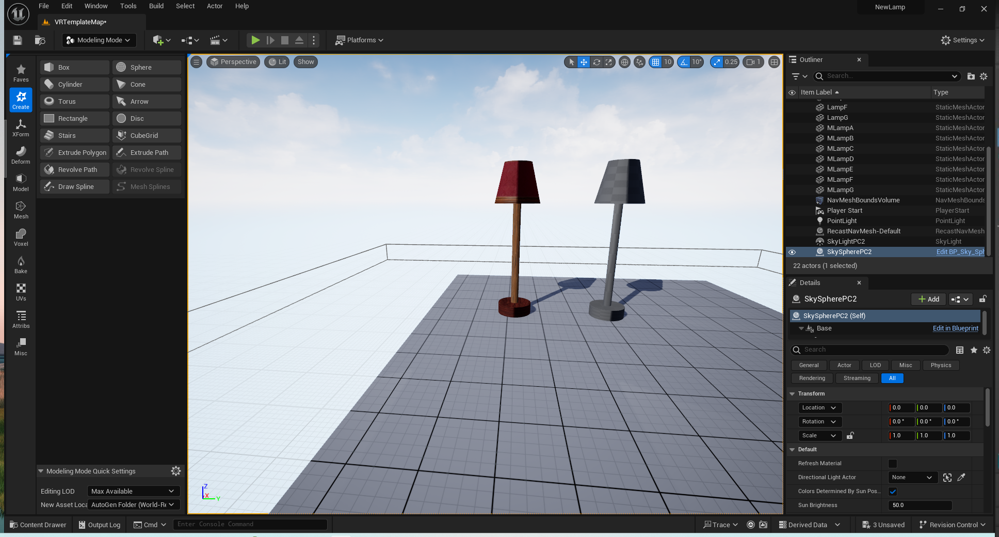 File Edit Window Tools Build Select Actor Help
NewLamp
VRTemplateMap*
Modeling Mode
Platforms
Settings
Faves
Create
XForm
Deform
Model
Mesh
Voxel
Bake
UVs
Attribs
Misc
Box Sphere
Cylinder Cone
Torus Arrow
Rectangle Disc
Stairs CubeGrid
Extrude Polygon Extrude Path
Revolve Path Revolve Spline
Draw Spline Mesh Splines
Modeling Mode Quick Settings
Editing LOD Max Available
New Asset Loca AutoGen Folder (World-Re
Perspective Lit Show
10 10° 0.25 1
Z
X
Y
Outliner
Search...
Item Label Type
LampF StaticMeshActor
LampG StaticMeshActor
MLampA StaticMeshActor
MLampB StaticMeshActor
MLampC StaticMeshActor
MLampD StaticMeshActor
MLampE StaticMeshActor
MLampF StaticMeshActor
MLampG StaticMeshActor
NavMeshBoundsVolume NavMeshBounds
Player Start PlayerStart
PointLight PointLight
RecastNavMesh-Default RecastNavMesh
SkyLightPC2 SkyLight
SkySpherePC2 Edit BP_Sky_Sph
22 actors (1 selected)
Details
SkySpherePC2 Add
SkySpherePC2 (Self)
Base Edit in Blueprint
Search
General Actor LOD Misc Physics
Rendering Streaming All
Transform
Location 0.0 0.0 0.0
Rotation 0.0 ° 0.0 ° 0.0 °
Scale 1.0 1.0 1.0
Default
Refresh Material
Directional Light Actor None
Colors Determined By Sun Pos...
Sun Brightness 50.0
Content Drawer Output Log Cmd Enter Console Command
Trace Derived Data 3 Unsaved Revision Control